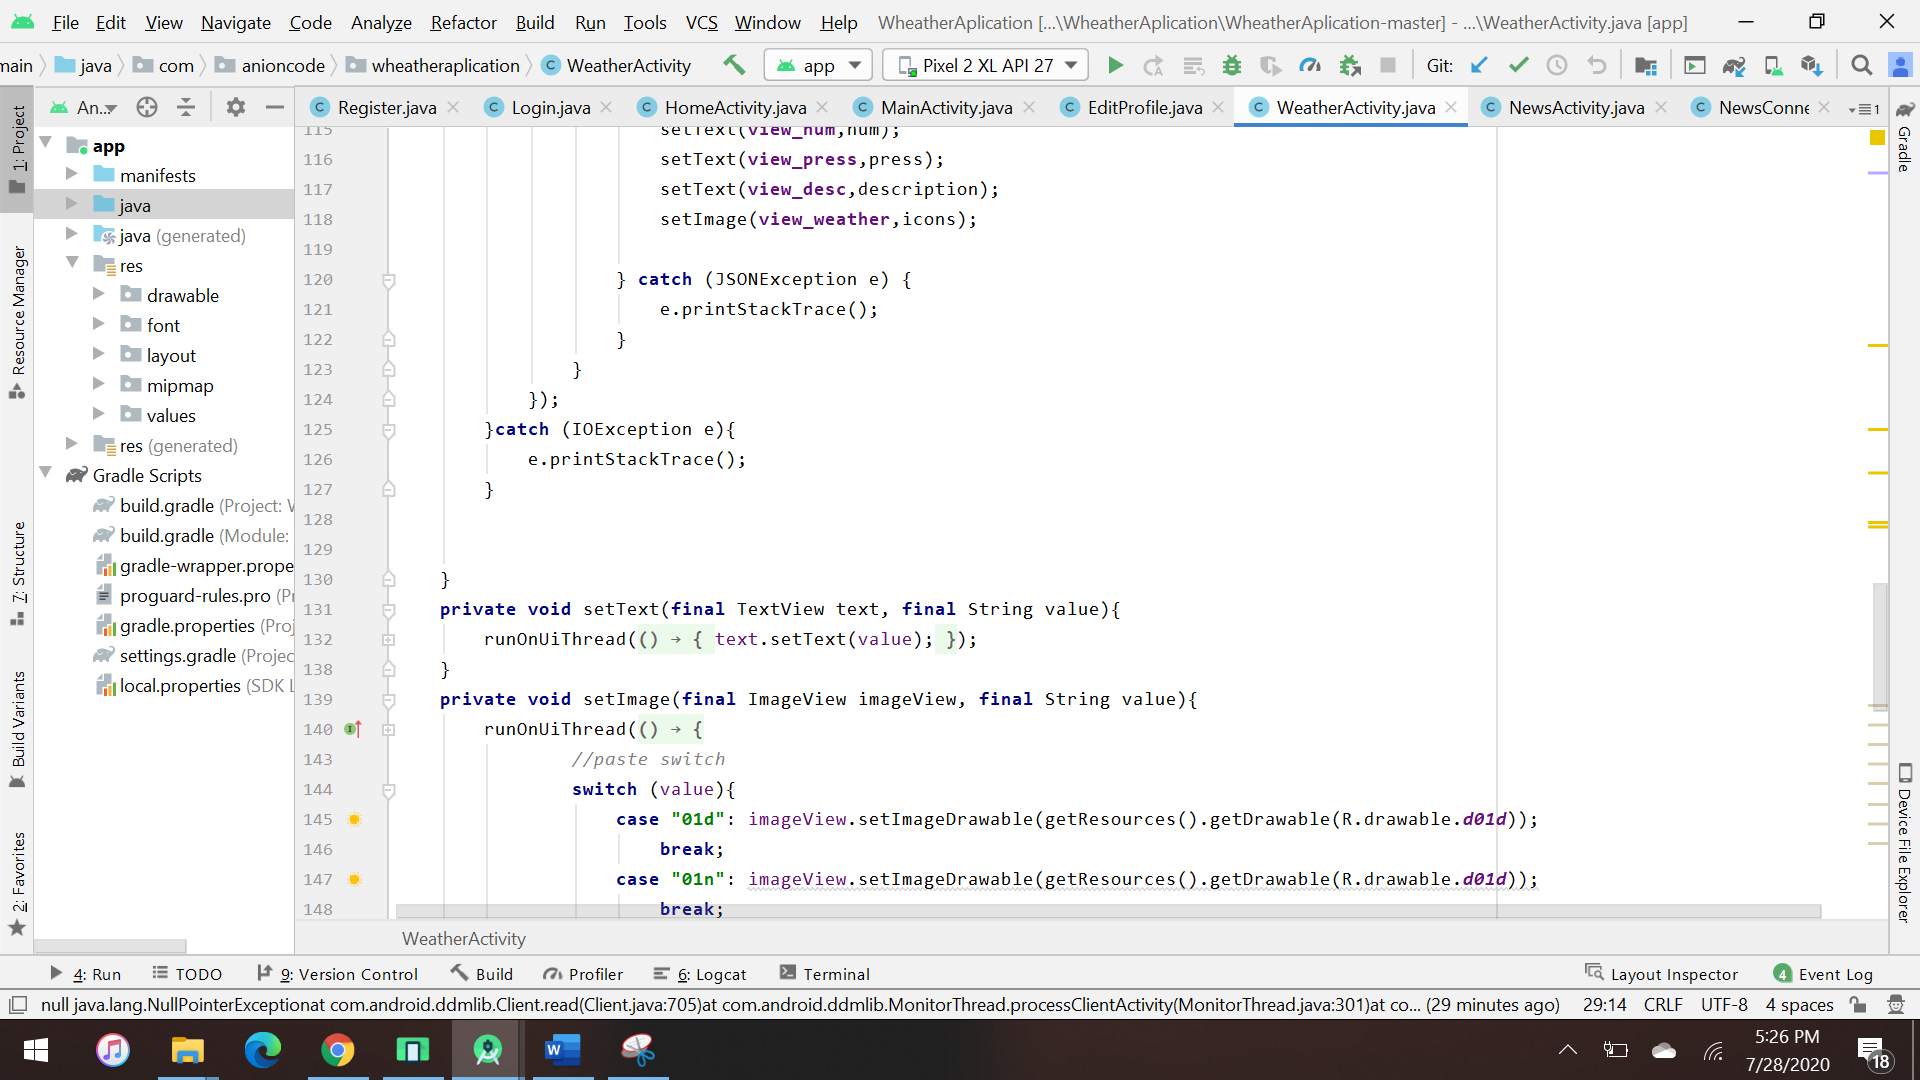 File Edit View Navigate Code Analyze Refactor Build Run Tools VCS Window Help WheatherAplication [...\WheatherAplication\WheatherAplication-master] - ...\WeatherActivity.java [app]
main java com anioncode wheatheraplication WeatherActivity app Pixel 2 XL API 27 Git:
An... Register.java Login.java HomeActivity.java MainActivity.java EditProfile.java WeatherActivity.java NewsActivity.java NewsConne 1
1: Project
Resource Manager
7: Structure
Build Variants
2: Favorites
app
manifests
java
java (generated)
res
drawable
font
layout
mipmap
values
res (generated)
Gradle Scripts
build.gradle (Project: W
build.gradle (Module:
gradle-wrapper.prope
proguard-rules.pro (Pr
gradle.properties (Proj
settings.gradle (Projec
local.properties (SDK L
115 setText(view_hum,hum);
116 setText(view_press,press);
117 setText(view_desc,description);
118 setImage(view_weather,icons);
119
120 } catch (JSONException e) {
121 e.printStackTrace();
122 }
123 }
124 });
125 }catch (IOException e){
126 e.printStackTrace();
127 }
128
129
130 }
131 private void setText(final TextView text, final String value){
132 runOnUiThread(() → { text.setText(value); });
138 }
139 private void setImage(final ImageView imageView, final String value){
140 runOnUiThread(() → {
143 //paste switch
144 switch (value){
145 case "01d": imageView.setImageDrawable(getResources().getDrawable(R.drawable.d01d));
146 break;
147 case "01n": imageView.setImageDrawable(getResources().getDrawable(R.drawable.d01d));
148 break;
WeatherActivity
Gradle
Device File Explorer
4: Run TODO 9: Version Control Build Profiler 6: Logcat Terminal Layout Inspector 4 Event Log
null java.lang.NullPointerExceptionat com.android.ddmlib.Client.read(Client.java:705)at com.android.ddmlib.MonitorThread.processClientActivity(MonitorThread.java:301)at co... (29 minutes ago) 29:14 CRLF UTF-8 4 spaces
W
5:26 PM
7/28/2020
18